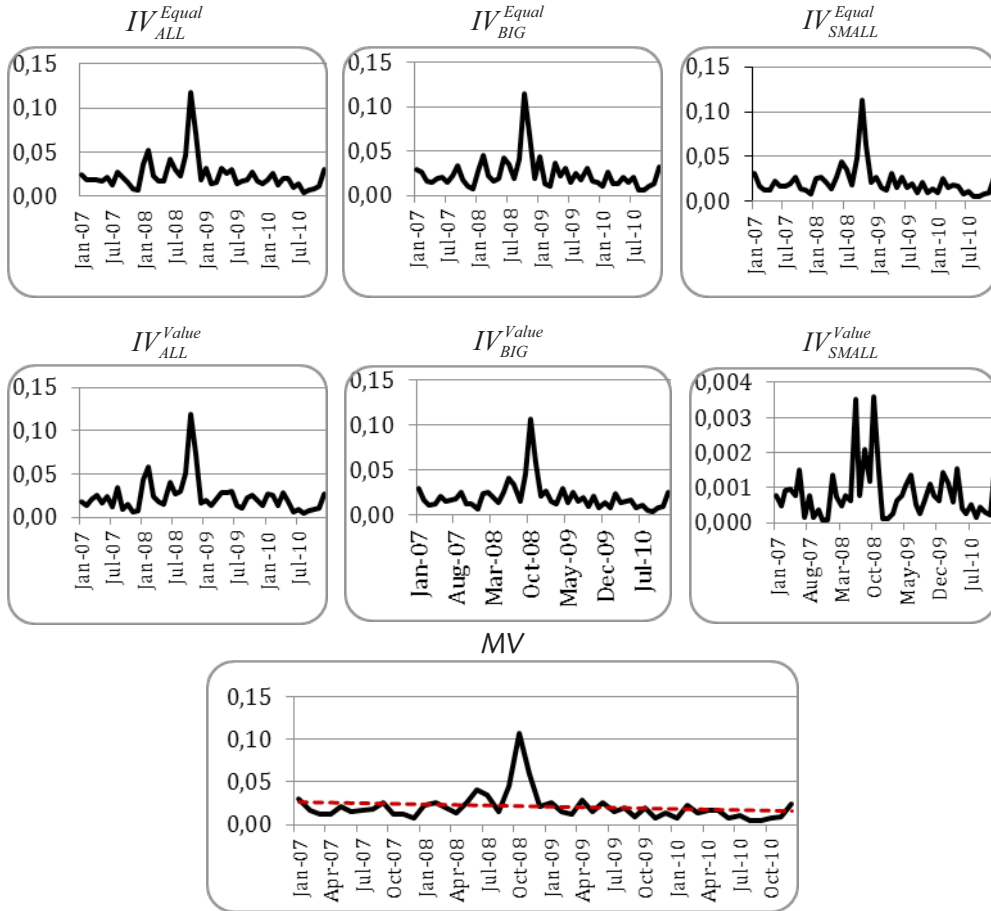 IV Equal ALL
0,15
0,10
0,05
0,00
Jan-07 Jul-07 Jan-08 Jul-08 Jan-09 Jul-09 Jan-10 Jul-10
IV Equal BIG
0,15
0,10
0,05
0,00
Jan-07 Jul-07 Jan-08 Jul-08 Jan-09 Jul-09 Jan-10 Jul-10
IV Equal SMALL
0,15
0,10
0,05
0,00
Jan-07 Jul-07 Jan-08 Jul-08 Jan-09 Jul-09 Jan-10 Jul-10
IV Value ALL
0,15
0,10
0,05
0,00
Jan-07 Jul-07 Jan-08 Jul-08 Jan-09 Jul-09 Jan-10 Jul-10
IV Value BIG
0,15
0,10
0,05
0,00
Jan-07 Aug-07 Mar-08 Oct-08 May-09 Dec-09 Jul-10
IV Value SMALL
0,004
0,003
0,002
0,001
0,000
Jan-07 Aug-07 Mar-08 Oct-08 May-09 Dec-09 Jul-10
MV
0,15
0,10
0,05
0,00
Jan-07 Apr-07 Jul-07 Oct-07 Jan-08 Apr-08 Jul-08 Oct-08 Jan-09 Apr-09 Jul-09 Oct-09 Jan-10 Apr-10 Jul-10 Oct-10